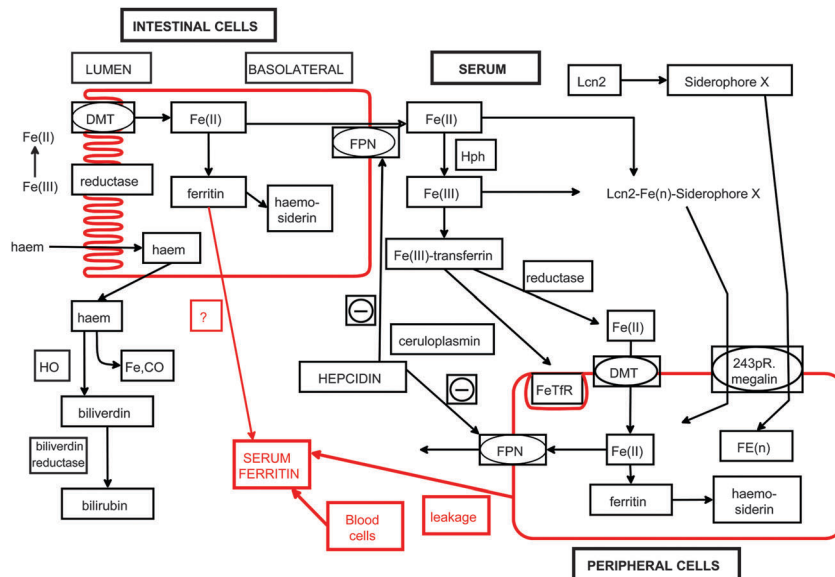 INTESTINAL CELLS
LUMEN
BASOLATERAL
SERUM
Lcn2
Siderophore X
DMT
Fe(II)
Fe(II)
FPN
Fe(II)
Hph
Fe(III)
reductase
ferritin
haemo-
siderin
Fe(III)
Lcn2-Fe(n)-Siderophore X
haem
haem
Fe(III)-transferrin
reductase
haem
?
Fe(II)
ceruloplasmin
HO
Fe,CO
HEPCIDIN
FeTfR
DMT
243pR.
megalin
biliverdin
biliverdin
reductase
SERUM
FERRITIN
FPN
Fe(II)
FE(n)
bilirubin
Blood
cells
leakage
ferritin
haemo-
siderin
PERIPHERAL CELLS